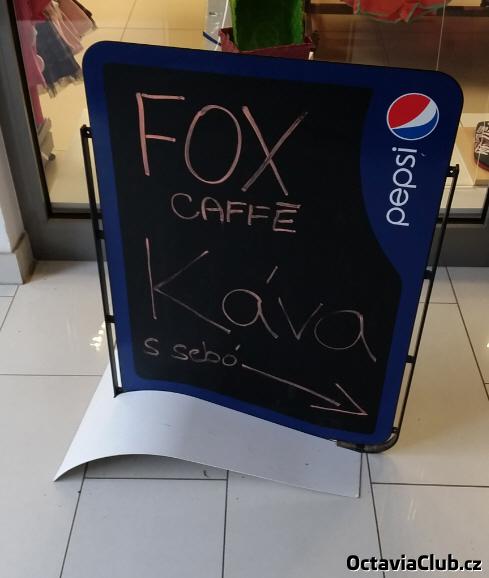 FOX
CAFFE
Káva
s sebó
pepsi
OctaviaClub.cz